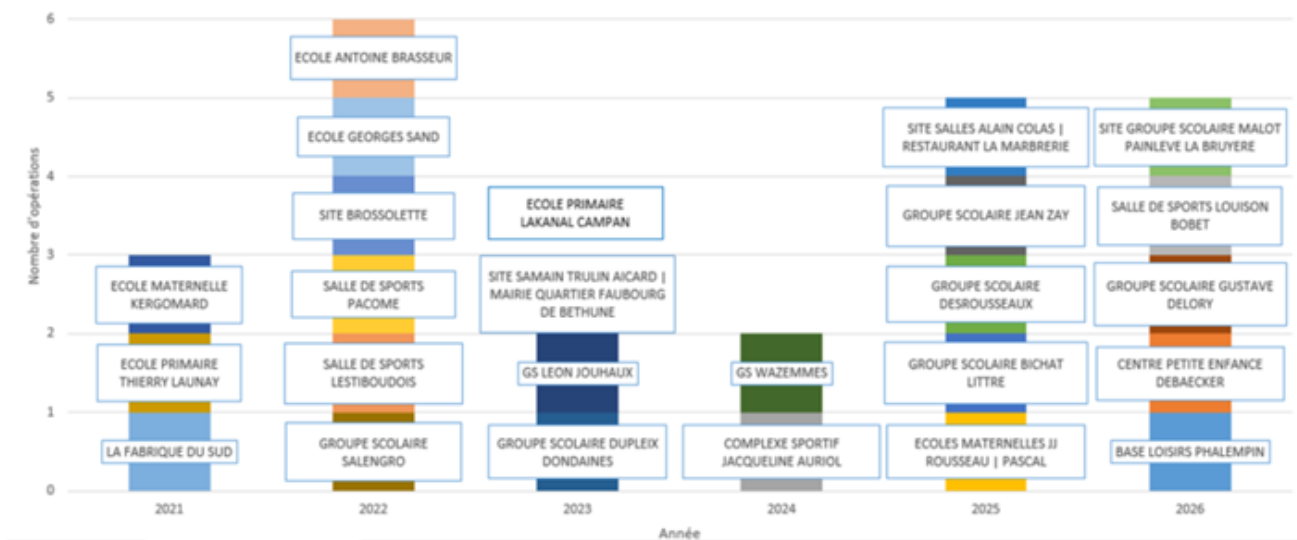 6
5
4
3
2
1
0
Nombre d'opérations
ECOLE MATERNELLE
KERGOMARD
ECOLE PRIMAIRE
THIERRY LAUNAY
LA FABRIQUE DU SUD
ECOLE ANTOINE BRASSEUR
ECOLE GEORGES SAND
SITE BROSSOLETTE
SALLE DE SPORTS
PACOME
SALLE DE SPORTS
LESTIBOUDOIS
GROUPE SCOLAIRE
SALENGRO
ECOLE PRIMAIRE
LAKANAL CAMPAN
SITE SAMAIN TRULIN AICARD |
MAIRIE QUARTIER FAUBOURG
DE BETHUNE
GS LEON JOUHAUX
GROUPE SCOLAIRE DUPLEIX
DONDAINES
GS WAZEMMES
COMPLEXE SPORTIF
JACQUELINE AURIOL
SITE SALLES ALAIN COLAS |
RESTAURANT LA MARBRERIE
GROUPE SCOLAIRE JEAN ZAY
GROUPE SCOLAIRE
DESROUSSEAUX
GROUPE SCOLAIRE BICHAT
LITTRE
ECOLES MATERNELLES JJ
ROUSSEAU | PASCAL
SITE GROUPE SCOLAIRE MALOT
PAINLEVE LA BRUYERE
SALLE DE SPORTS LOUISON
BOBET
GROUPE SCOLAIRE GUSTAVE
DELORY
CENTRE PETITE ENFANCE
DEBAECKER
BASE LOISIRS PHALEMPIN
2021
2022
2023
2024
2025
2026
Année